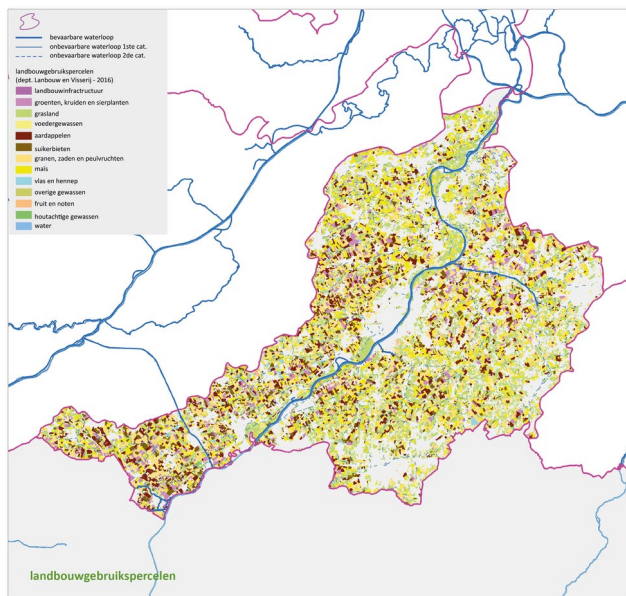 bevaarbare waterloop
onbevaarbare waterloop 1ste cat.
onbevaarbare waterloop 2de cat.
landbouwgebruikspercelen
(dept. Lanbouw en Visserij - 2016)
landbouwinfractructuur
groenten, kruiden en sierplanten
grasland
voedergewassen
aardappelen
suikerbieten
granen, zaden en peulvruchten
maïs
vlas en hennep
overige gewassen
fruit en noten
houtachtige gewassen
water
landbouwgebruikspercelen